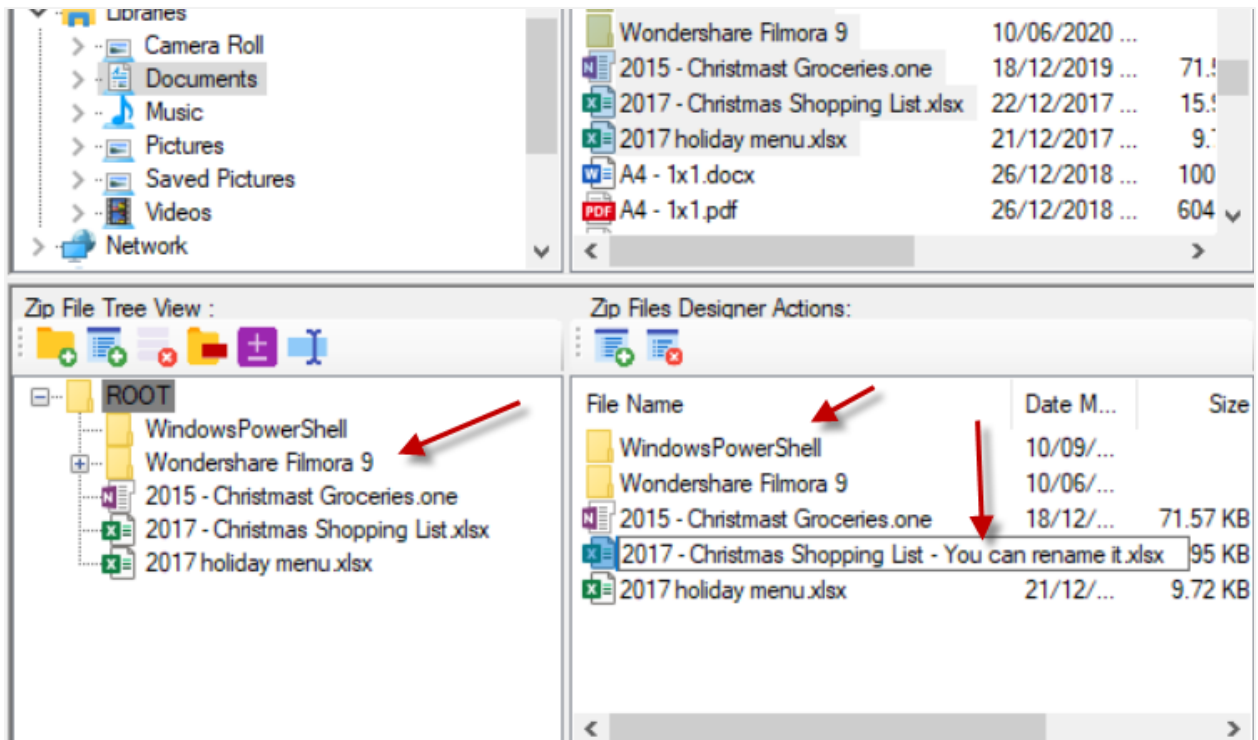 Libraries
Camera Roll
Documents
Music
Pictures
Saved Pictures
Videos
Network
Wondershare Filmora 9 10/06/2020 ...
2015 - Christmast Groceries.one 18/12/2019 ... 71.
2017 - Christmas Shopping List.xlsx 22/12/2017 ... 15.
2017 holiday menu.xlsx 21/12/2017 ... 9.
A4 - 1x1.docx 26/12/2018 ... 100
PDF A4 - 1x1.pdf 26/12/2018 ... 604
Zip File Tree View :
ROOT
WindowsPowerShell
Wondershare Filmora 9
2015 - Christmast Groceries.one
2017 - Christmas Shopping List.xlsx
2017 holiday menu.xlsx
Zip Files Designer Actions:
File Name Date M... Size
WindowsPowerShell 10/09/...
Wondershare Filmora 9 10/06/...
2015 - Christmast Groceries.one 18/12/... 71.57 KB
2017 - Christmas Shopping List - You can rename it.xlsx 95 KB
2017 holiday menu.xlsx 21/12/... 9.72 KB